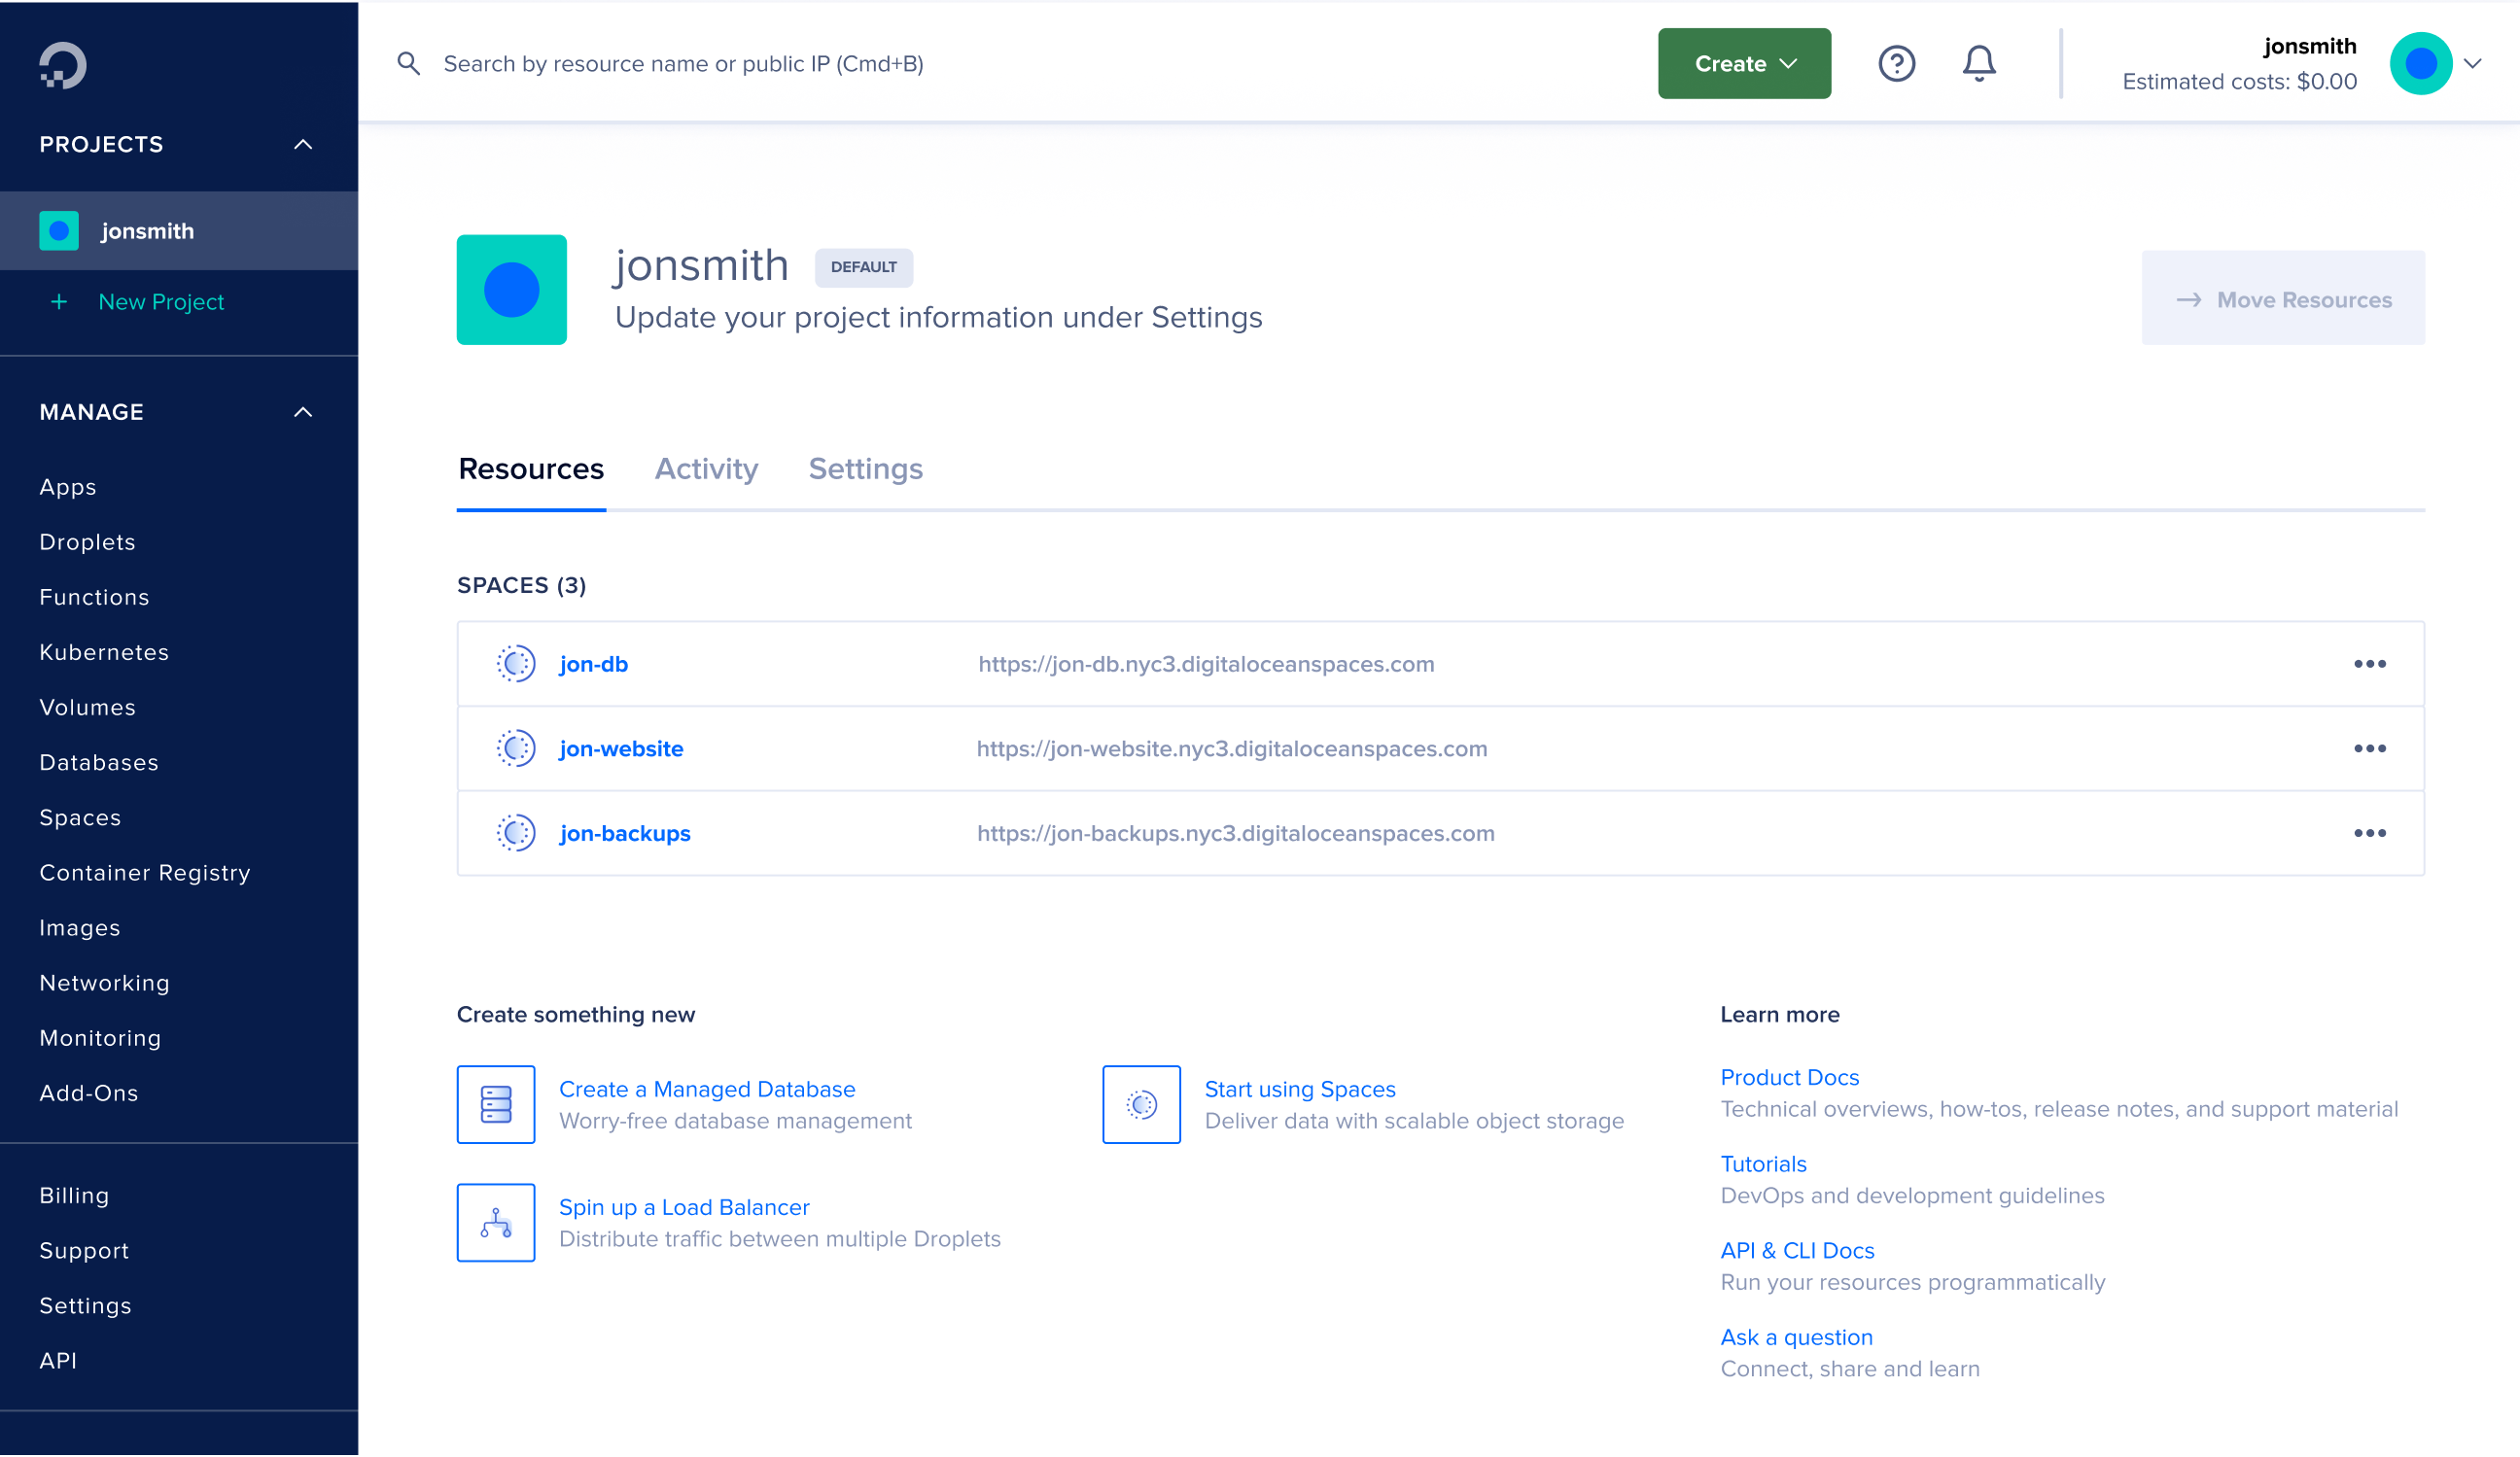 PROJECTS
jonsmith
+ New Project
MANAGE
Apps
Droplets
Functions
Kubernetes
Volumes
Databases
Spaces
Container Registry
Images
Networking
Monitoring
Add-Ons
Billing
Support
Settings
API
Search by resource name or public IP (Cmd+B)
Create
jonsmith
Estimated costs: $0.00
jonsmith DEFAULT
Update your project information under Settings
Move Resources
Resources Activity Settings
SPACES (3)
jon-db https://jon-db.nyc3.digitaloceanspaces.com
jon-website https://jon-website.nyc3.digitaloceanspaces.com
jon-backups https://jon-backups.nyc3.digitaloceanspaces.com
Create something new
Create a Managed Database
Worry-free database management
Start using Spaces
Deliver data with scalable object storage
Spin up a Load Balancer
Distribute traffic between multiple Droplets
Learn more
Product Docs
Technical overviews, how-tos, release notes, and support material
Tutorials
DevOps and development guidelines
API & CLI Docs
Run your resources programmatically
Ask a question
Connect, share and learn